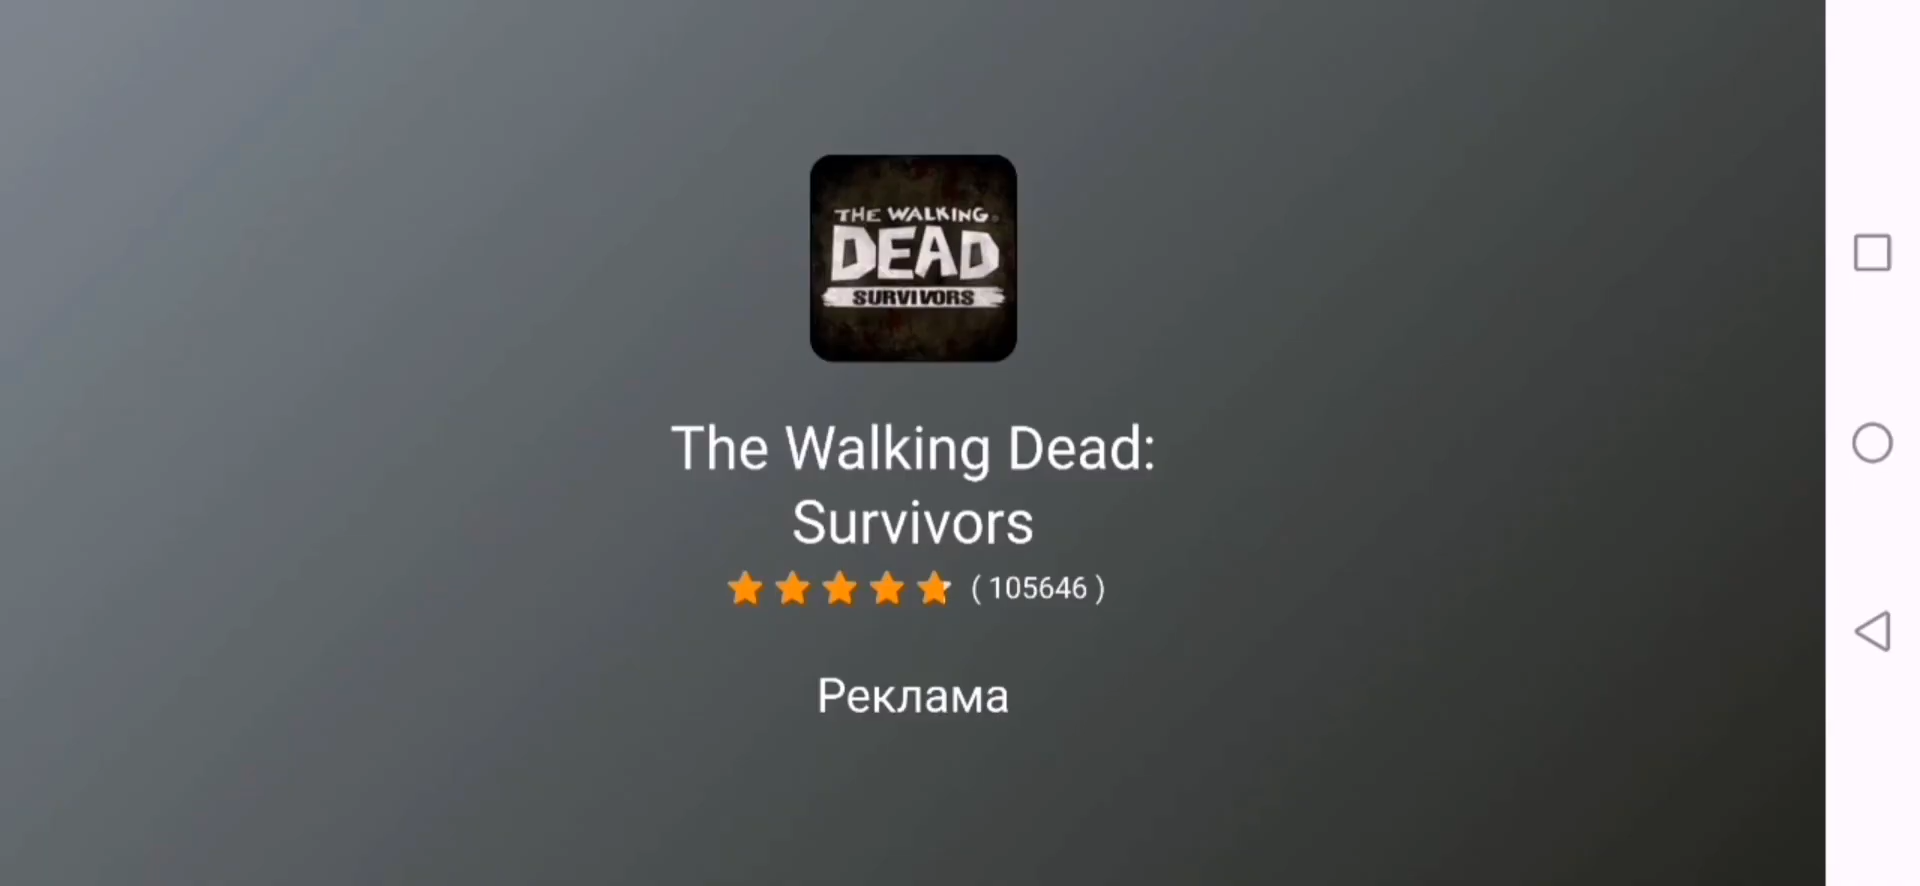 THE WALKING
DEAD
SURVIVORS
The Walking Dead:
Survivors
( 105646 )
Реклама